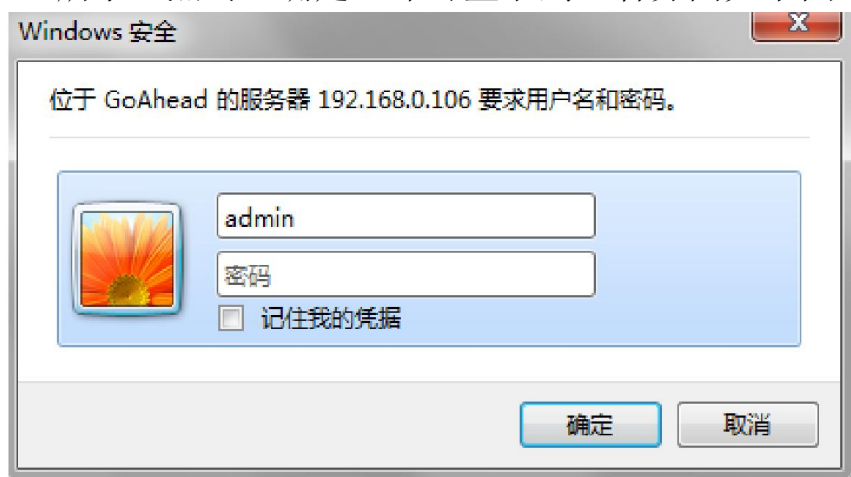 Windows 安全
位于 GoAhead 的服务器 192.168.0.106 要求用户名和密码。
admin
密码
记住我的凭据
确定
取消